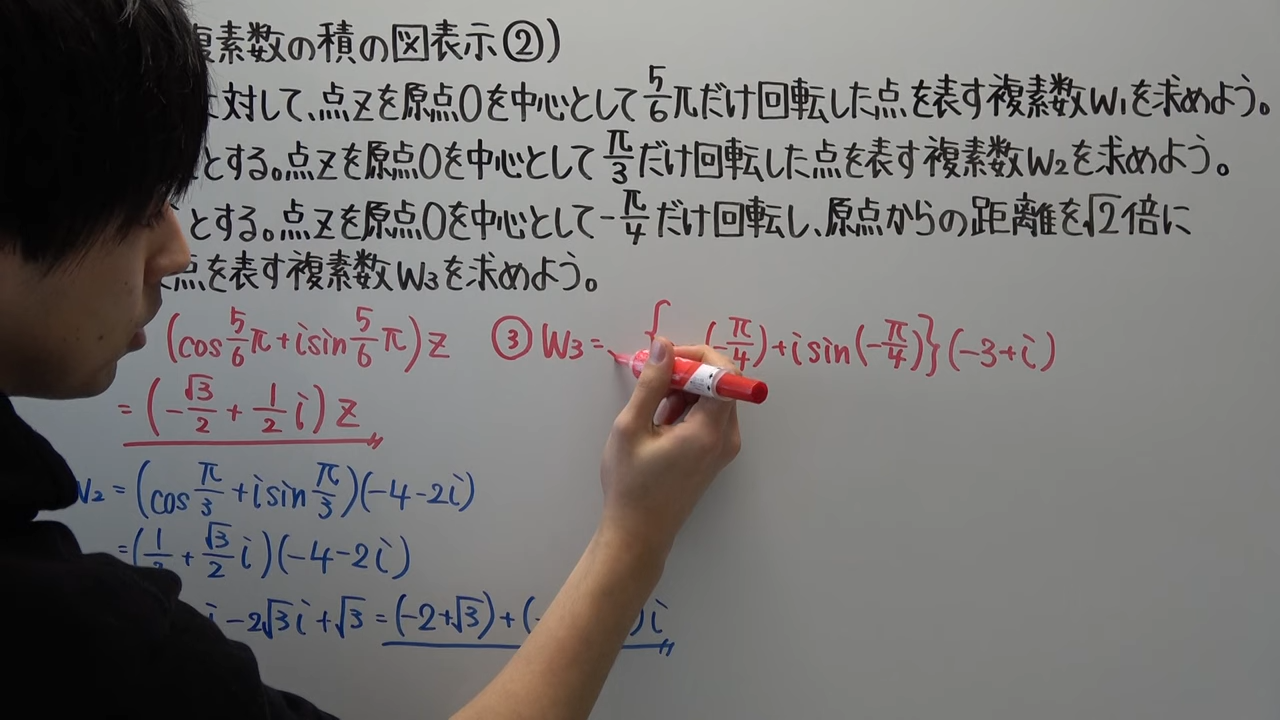 複素数の積の図表示②)
対して、点zを原点Oを中心として5/6πだけ回転した点を表す複素数w₁を求めよう。
とする。点zを原点Oを中心としてπ/3だけ回転した点を表す複素数w₂を求めよう。
とする。点zを原点Oを中心として-π/4だけ回転し、原点からの距離を√2倍に
点を表す複素数w₃を求めよう。
(cos5/6π+isin5/6π)z
=(-√3/2+1/2i)z
w₂=(cosπ/3+isinπ/3)(-4-2i)
=(1/2+√3/2i)(-4-2i)
i-2√3i+√3=(-2+√3)+( )i
③w₃= { (-π/4)+isin(-π/4)}(-3+i)